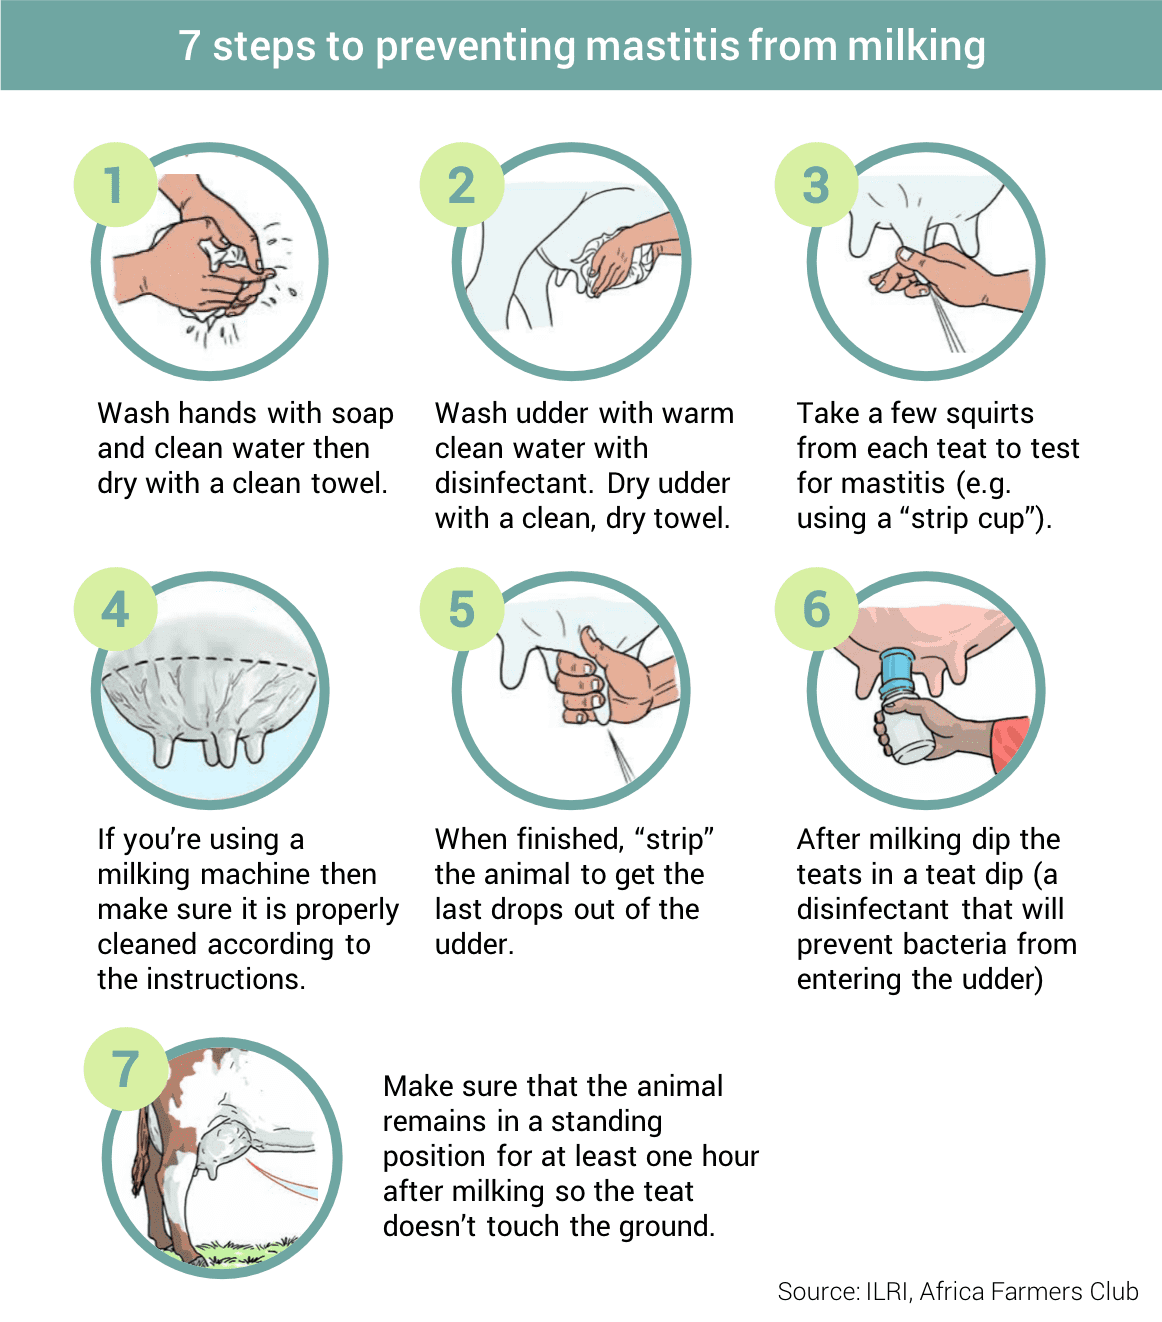 7 steps to preventing mastitis from milking
1
Wash hands with soap
and clean water then
dry with a clean towel.
2
Wash udder with warm
clean water with
disinfectant. Dry udder
with a clean, dry towel.
3
Take a few squirts
from each teat to test
for mastitis (e.g.
using a “strip cup”).
4
If you’re using a
milking machine then
make sure it is properly
cleaned according to
the instructions.
5
When finished, “strip”
the animal to get the
last drops out of the
udder.
6
After milking dip the
teats in a teat dip (a
disinfectant that will
prevent bacteria from
entering the udder)
7
Make sure that the animal
remains in a standing
position for at least one hour
after milking so the teat
doesn’t touch the ground.
Source: ILRI, Africa Farmers Club